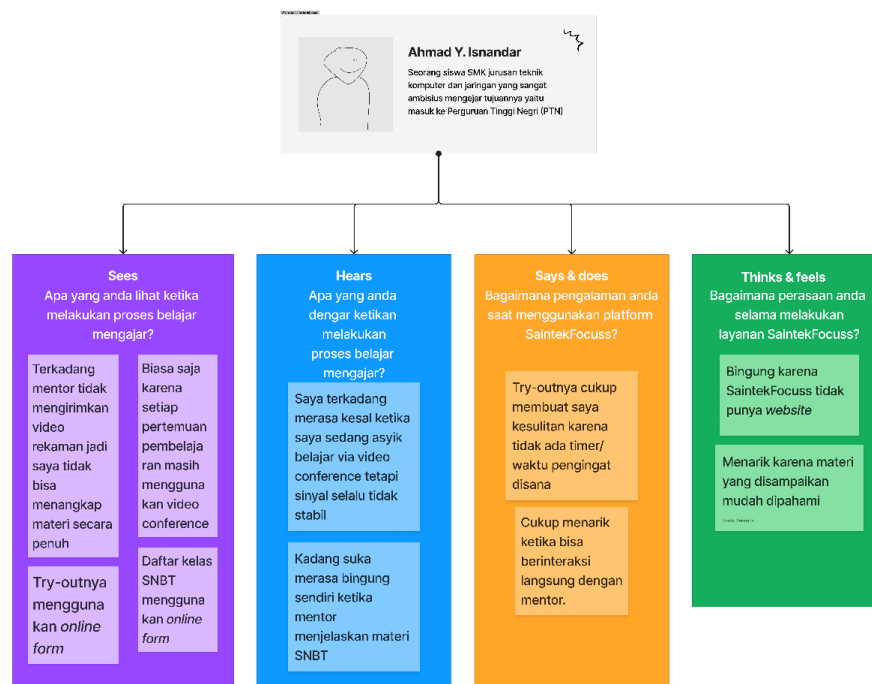 Ahmad Y. Isnandar
Seorang siswa SMK jurusan teknik
komputer dan jaringan yang sangat
ambisius mengejar tujuannya yaitu
masuk ke Perguruan Tinggi Negri (PTN)
Sees
Apa yang anda lihat ketika
melakukan proses belajar
mengajar?
Terkadang
mentor tidak
mengirimkan
video
rekaman jadi
saya tidak
bisa
menangkap
materi secara
penuh
Biasa saja
karena
setiap
pertemuan
pembelaja
ran masih
mengguna
kan video
conference
Try-outnya
mengguna
kan online
form
Daftar kelas
SNBT
mengguna
kan online
form
Hears
Apa yang anda
dengar ketikan
melakukan
proses belajar
mengajar?
Saya terkadang
merasa kesal ketika
saya sedang asyik
belajar via video
conference tetapi
sinyal selalu tidak
stabil
Kadang suka
merasa bingung
sendiri ketika
mentor
menjelaskan materi
SNBT
Says & does
Bagaimana pengalaman anda
saat menggunakan platform
SaintekFocuss?
Try-outnya cukup
membuat saya
kesulitan karena
tidak ada timer/
waktu pengingat
disana
Cukup menarik
ketika bisa
berinteraksi
langsung dengan
mentor.
Thinks & feels
Bagaimana perasaan anda
selama melakukan
layanan SaintekFocuss?
Bingung karena
SaintekFocuss tidak
punya website
Menarik karena materi
yang disampaikan
mudah dipahami